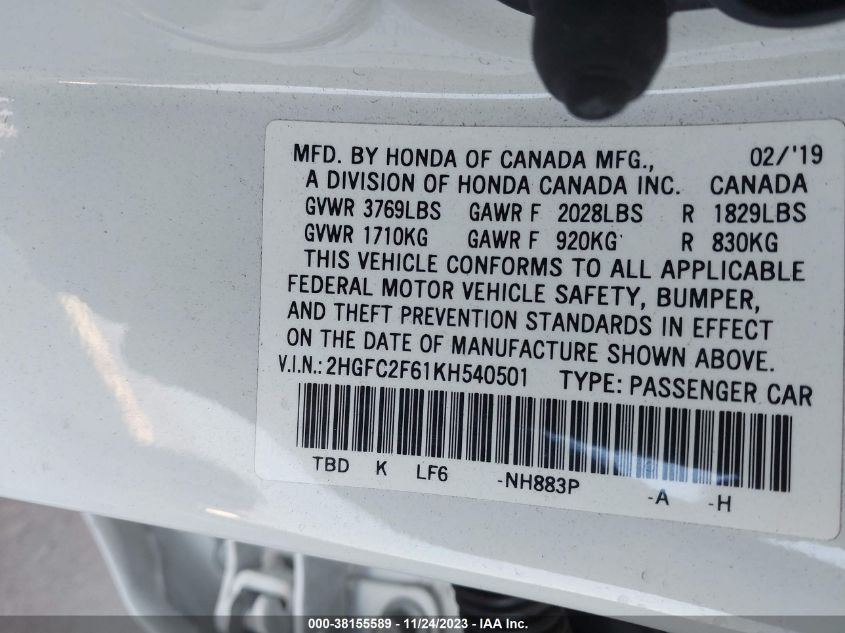 MFD. BY HONDA OF CANADA MFG., 02/'19
A DIVISION OF HONDA CANADA INC. CANADA
GVWR 3769LBS GAWR F 2028LBS R 1829LBS
GVWR 1710KG GAWR F 920KG R 830KG
THIS VEHICLE CONFORMS TO ALL APPLICABLE
FEDERAL MOTOR VEHICLE SAFETY, BUMPER,
AND THEFT PREVENTION STANDARDS IN EFFECT
ON THE DATE OF MANUFACTURE SHOWN ABOVE.
V.I.N.: 2HGFC2F61KH540501 TYPE: PASSENGER CAR
TBD K LF6 -NH883P -A -H
000-38155589 - 11/24/2023 - IAA Inc.